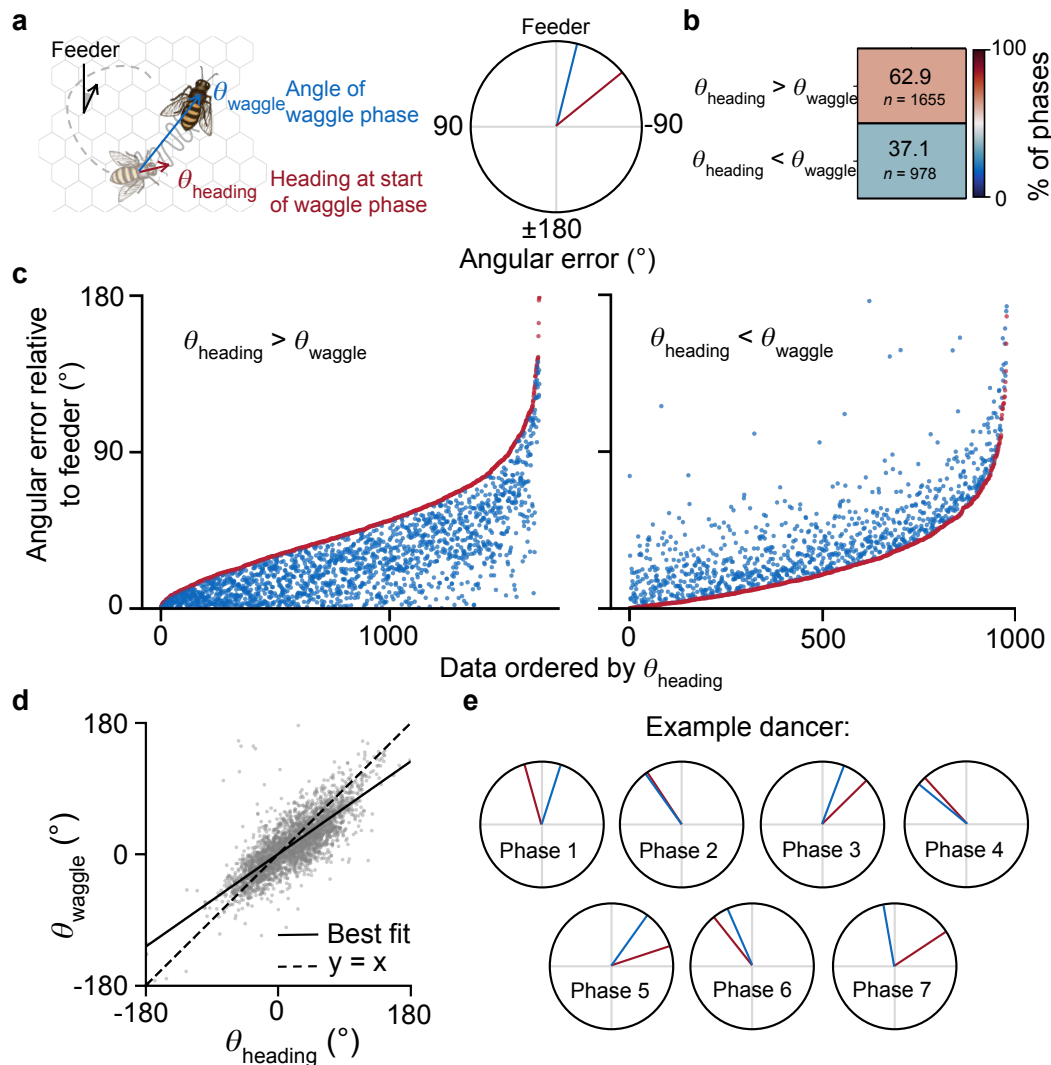 a
Feeder
θwaggle Angle of
waggle phase
θheading Heading at start
of waggle phase
Feeder
90
-90
±180
Angular error (°)
b
θheading > θwaggle
62.9
n = 1655
θheading < θwaggle
37.1
n = 978
100
0
% of phases
c
Angular error relative
to feeder (°)
180
90
0
θheading > θwaggle
0
1000
θheading < θwaggle
0
500
1000
Data ordered by θheading
d
θwaggle (°)
180
0
-180
Best fit
y = x
-180
0
180
θheading (°)
e
Example dancer:
Phase 1
Phase 2
Phase 3
Phase 4
Phase 5
Phase 6
Phase 7